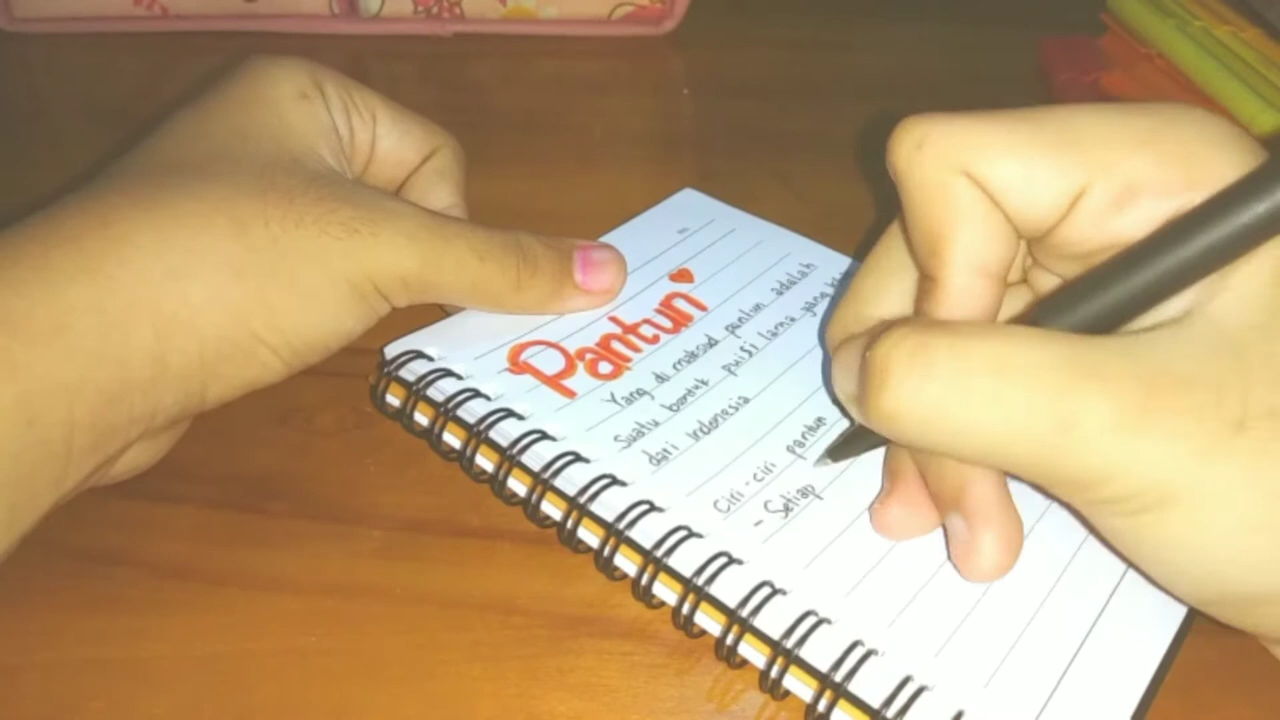 Pantun
Yang di maksud pantun adalah
Suatu bentuk puisi lama yang
dari Indonesia
Ciri-ciri pantun
- Setiap